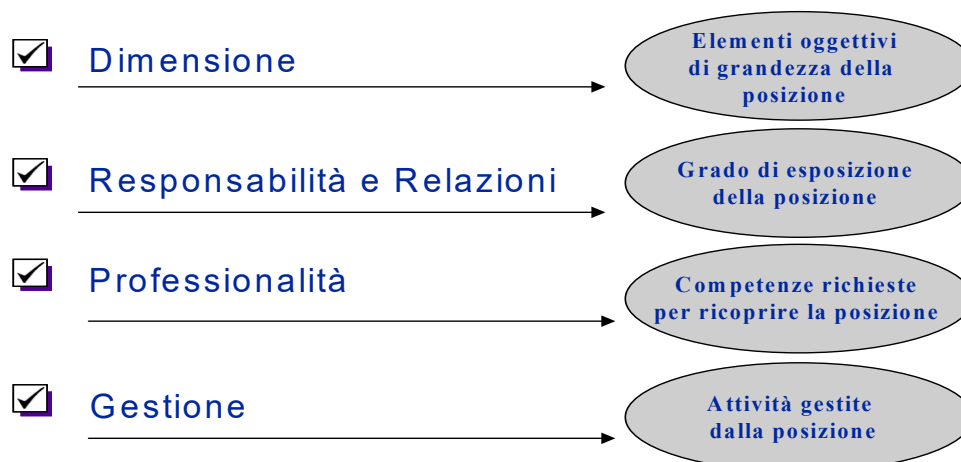 Dimensione
Elementi oggettivi
di grandezza della
posizione
Responsabilità e Relazioni
Grado di esposizione
della posizione
Professionalità
Competenze richieste
per ricoprire la posizione
Gestione
Attività gestite
dalla posizione